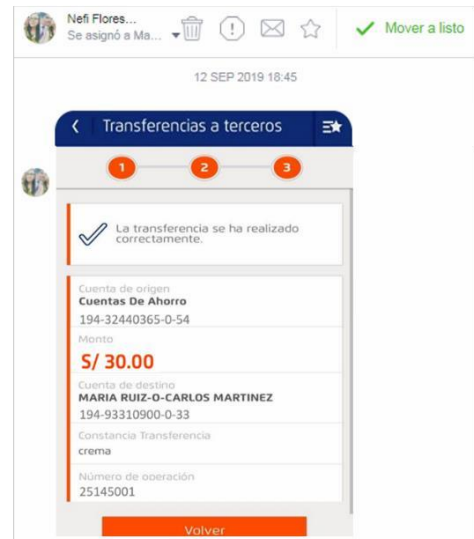 Nefi Flores...
Se asignó a Ma...
Mover a listo
12 SEP 2019 18:45
Transferencias a terceros
1 2 3
La transferencia se ha realizado
correctamente.
Cuenta de origen
Cuentas De Ahorro
194-32440365-0-54
Monto
S/ 30.00
Cuenta de destino
MARIA RUIZ-O-CARLOS MARTINEZ
194-93310900-0-33
Constancia Transferencia
crema
Número de operación
25145001
Volver